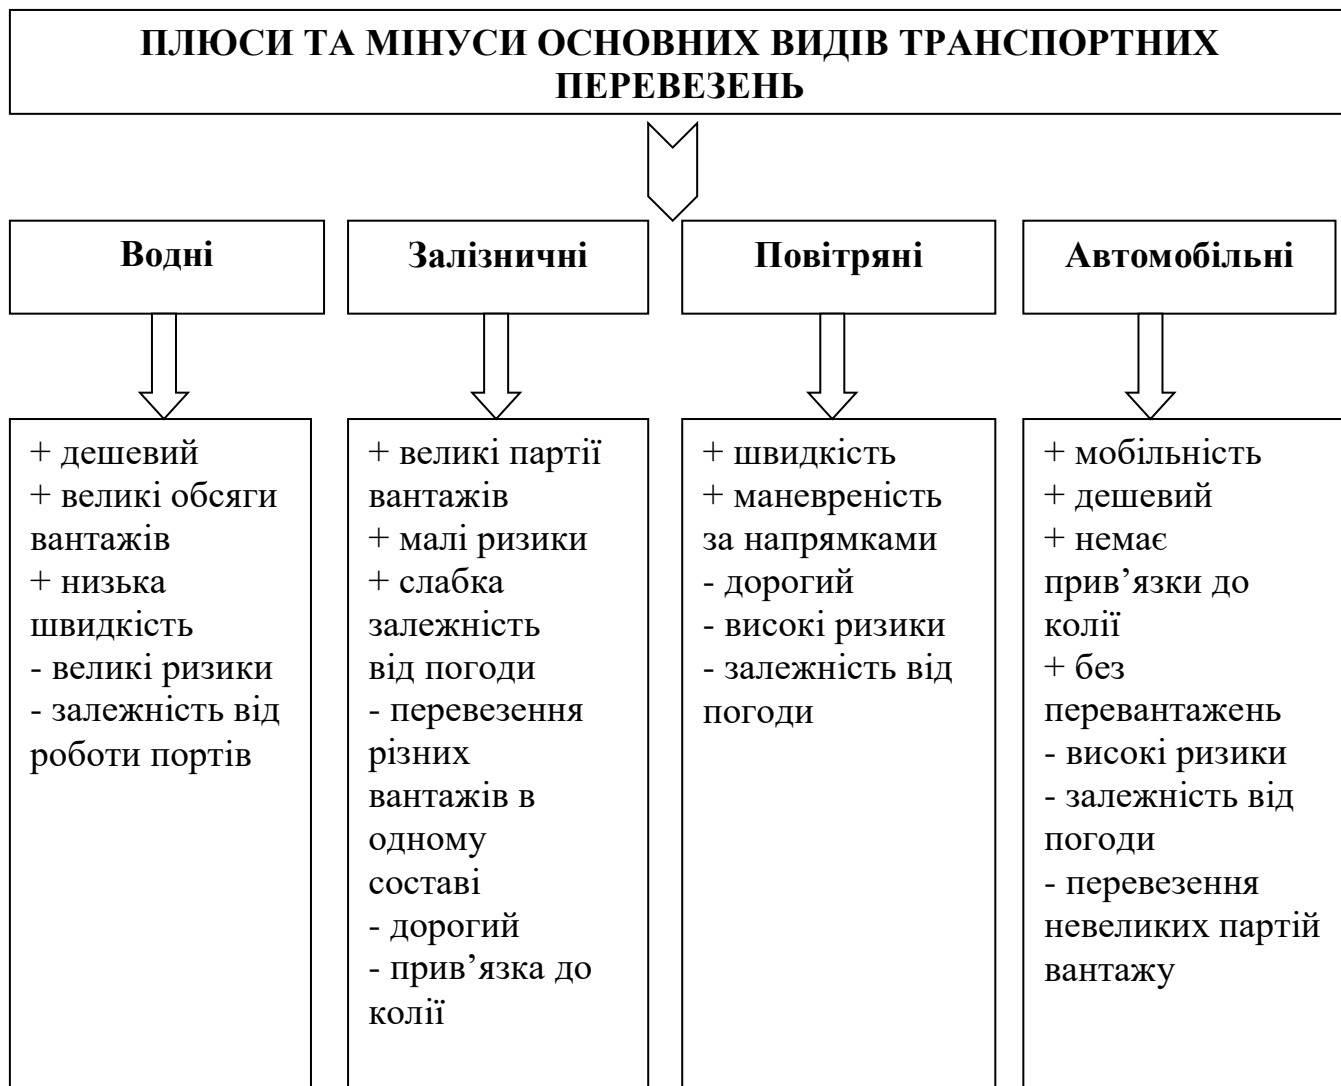 ПЛЮСИ ТА МІНУСИ ОСНОВНИХ ВИДІВ ТРАНСПОРТНИХ
ПЕРЕВЕЗЕНЬ
Водні
Залізничні
Повітряні
Автомобільні
+ дешевий
+ великі обсяги
вантажів
+ низька
швидкість
- великі ризики
- залежність від
роботи портів
+ великі партії
вантажів
+ малі ризики
+ слабка
залежність
від погоди
- перевезення
різних
вантажів в
одному
составі
- дорогий
- прив’язка до
колії
+ швидкість
+ маневреність
за напрямками
- дорогий
- високі ризики
- залежність від
погоди
+ мобільність
+ дешевий
+ немає
прив’язки до
колії
+ без
перевантажень
- високі ризики
- залежність від
погоди
- перевезення
невеликих партій
вантажу